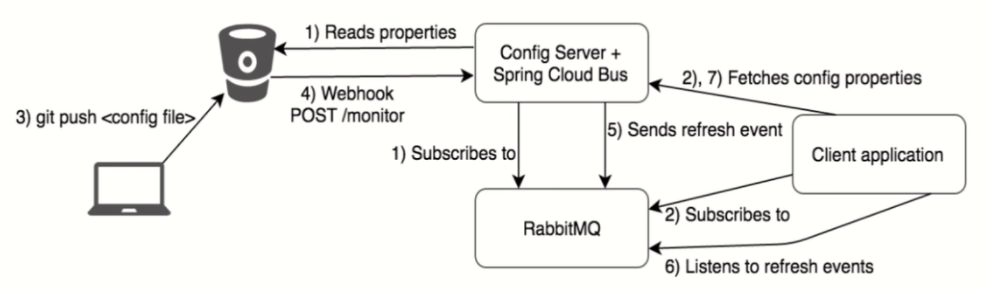 1) Reads properties
Config Server +
Spring Cloud Bus
4) Webhook
POST /monitor
2), 7) Fetches config properties
3) git push <config file>
5) Sends refresh event
1) Subscribes to
Client application
RabbitMQ
2) Subscribes to
6) Listens to refresh events